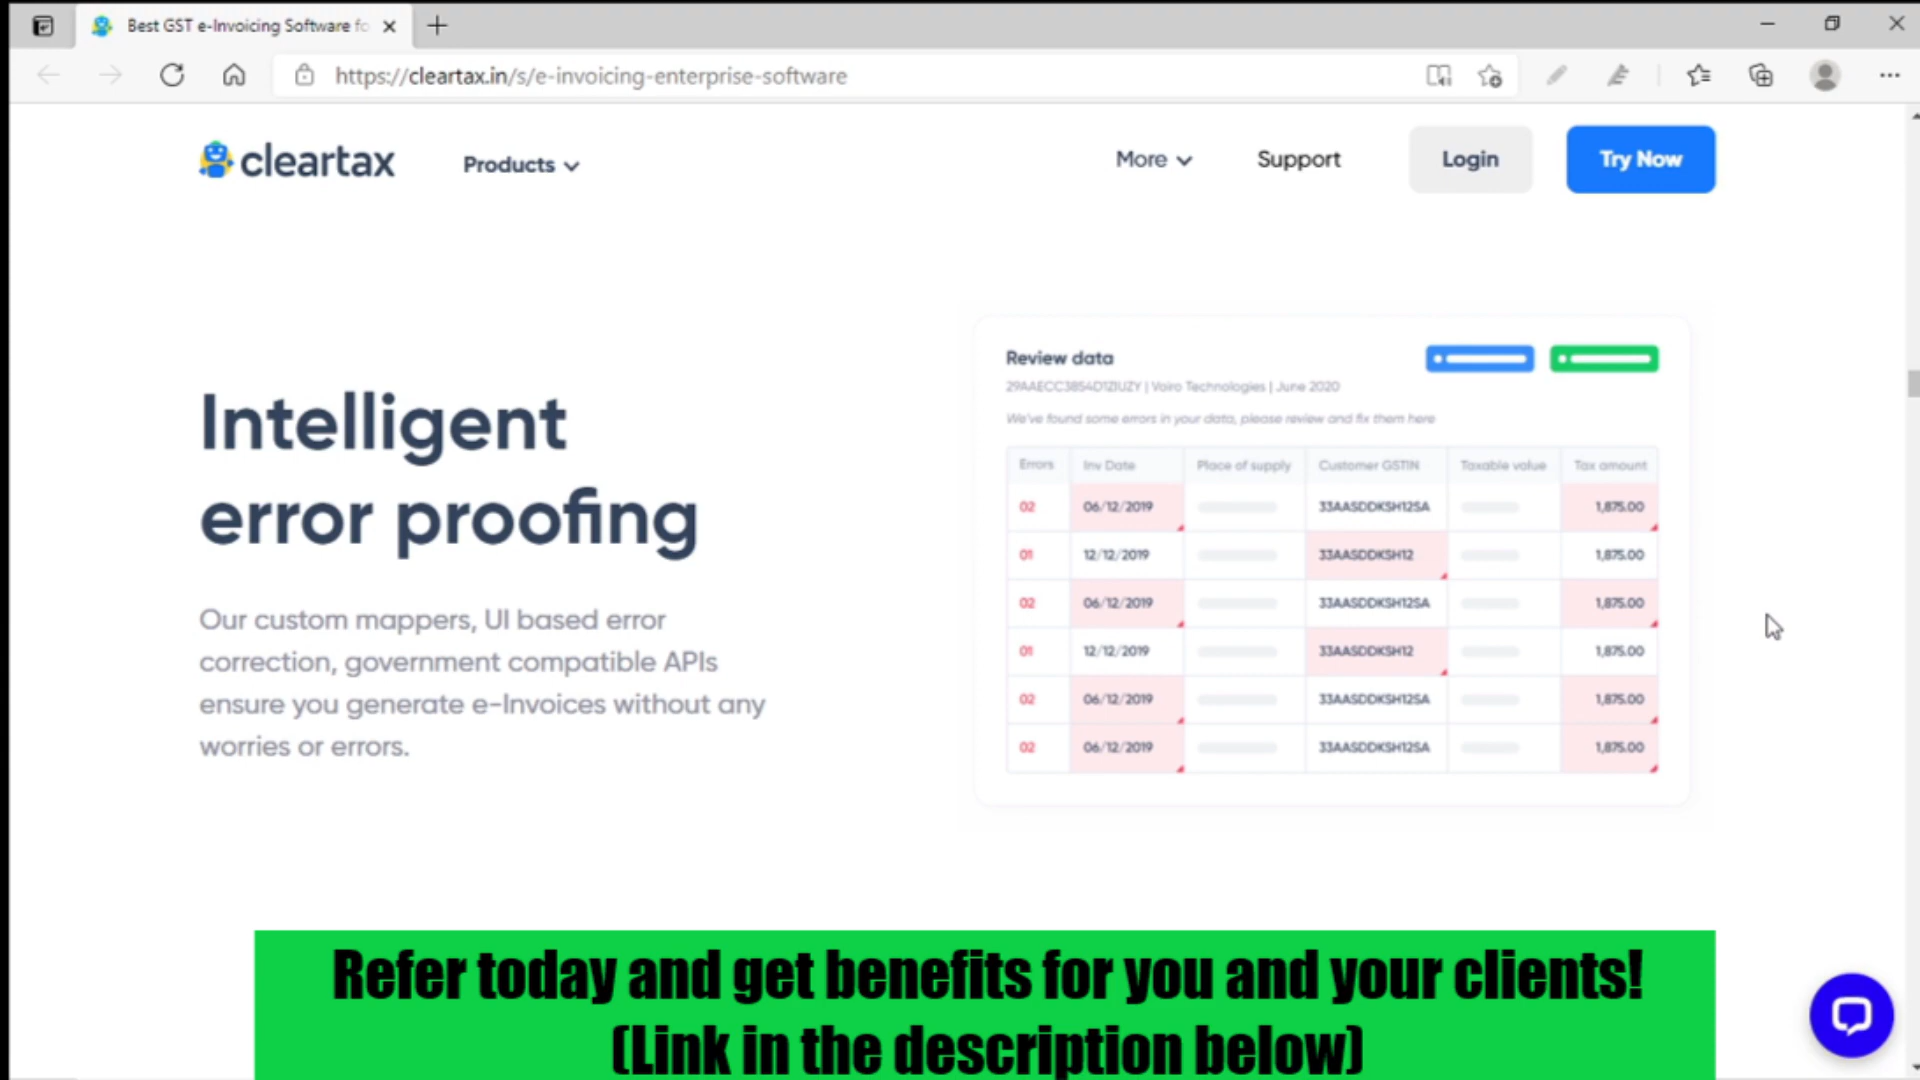 Best GST e-Invoicing Software fo
https://cleartax.in/s/e-invoicing-enterprise-software
cleartax
Products
More
Support
Login
Try Now
Intelligent
error proofing
Our custom mappers, UI based error
correction, government compatible APIs
ensure you generate e-Invoices without any
worries or errors.
Review data
29AAECC3854D1ZIUZY | Voiro Technologies | June 2020
We've found some errors in your data, please review and fix them here
Errors Inv Date Place of supply Customer GSTIN Taxable value Tax amount
02 06/12/2019 33AASDDKSH12SA 1,875.00
01 12/12/2019 33AASDDKSH12 1,875.00
02 06/12/2019 33AASDDKSH12SA 1,875.00
01 12/12/2019 33AASDDKSH12 1,875.00
02 06/12/2019 33AASDDKSH12SA 1,875.00
02 06/12/2019 33AASDDKSH12SA 1,875.00
Refer today and get benefits for you and your clients!
(Link in the description below)